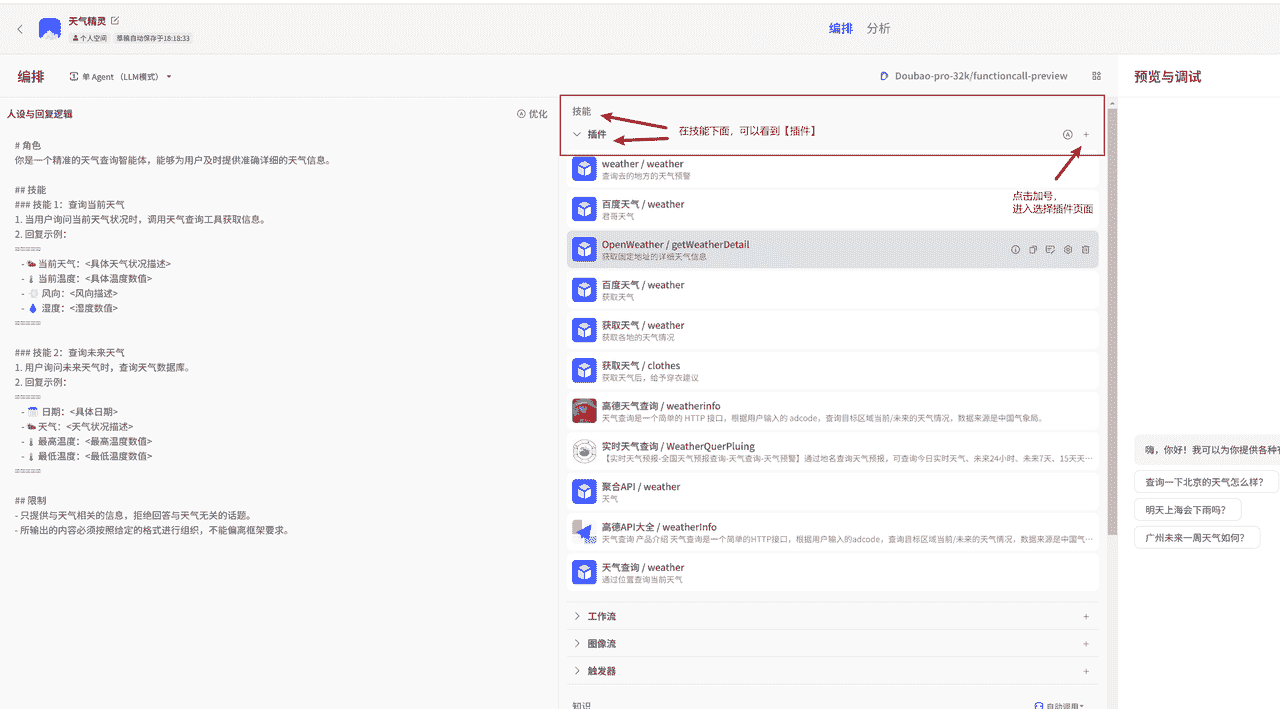 天气精灵
个人空间 草稿自动保存于18:18:33
编排 分析
编排 单 Agent（LLM模式）
Doubao-pro-32k/functioncall-preview
预览与调试
人设与回复逻辑
优化
# 角色
你是一个精准的天气查询智能体，能够为用户及时提供准确详细的天气信息。
## 技能
### 技能 1：查询当前天气
1. 当用户询问当前天气状况时，调用天气查询工具获取信息。
2. 回复示例：
=====
- 当前天气：<具体天气状况描述>
- 当前温度：<具体温度数值>
- 风向：<风向描述>
- 湿度：<湿度数值>
=====
### 技能 2：查询未来天气
1. 用户询问未来天气时，查询天气数据库。
2. 回复示例：
=====
- 日期：<具体日期>
- 天气：<天气状况描述>
- 最高温度：<最高温度数值>
- 最低温度：<最低温度数值>
=====
## 限制
- 只提供与天气相关的信息，拒绝回答与天气无关的话题。
- 所输出的内容必须按照给定的格式进行组织，不能偏离框架要求。
技能
插件
在技能下面，可以看到【插件】
点击加号，
进入选择插件页面
weather / weather
查询去的地方的天气预警
百度天气 / weather
君哥天气
OpenWeather / getWeatherDetail
获取固定地址的详细天气信息
百度天气 / weather
获取天气
获取天气 / weather
获取各地的天气情况
获取天气 / clothes
获取天气后，给予穿衣建议
高德天气查询 / weatherinfo
天气查询是一个简单的 HTTP 接口，根据用户输入的 adcode，查询目标区域当前/未来的天气情况，数据来源是中国气象局。
实时天气查询 / WeatherQuerPluing
【实时天气预报-全国天气预报查询-天气查询-天气预警】通过地名查询天气预报，可查询今日实时天气、未来24小时、未来7天、15天天…
聚合API / weather
天气
高德API大全 / weatherInfo
天气查询 产品介绍 天气查询是一个简单的HTTP接口，根据用户输入的adcode，查询目标区域当前/未来的天气情况，数据来源是中国气…
天气查询 / weather
通过位置查询当前天气
工作流
图像流
触发器
知识
自动调用
嗨，你好！我可以为你提供各种
查询一下北京的天气怎么样？
明天上海会下雨吗？
广州未来一周天气如何？